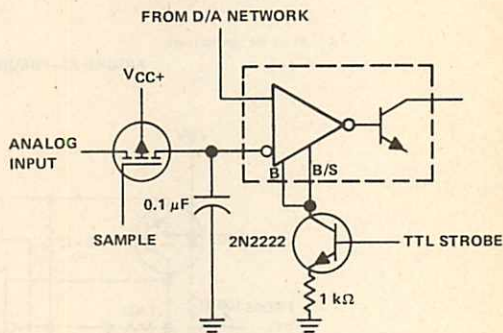 FROM D/A NETWORK
VCC+
ANALOG
INPUT
B
B/S
0.1 µF
SAMPLE
2N2222
TTL STROBE
1 kΩ